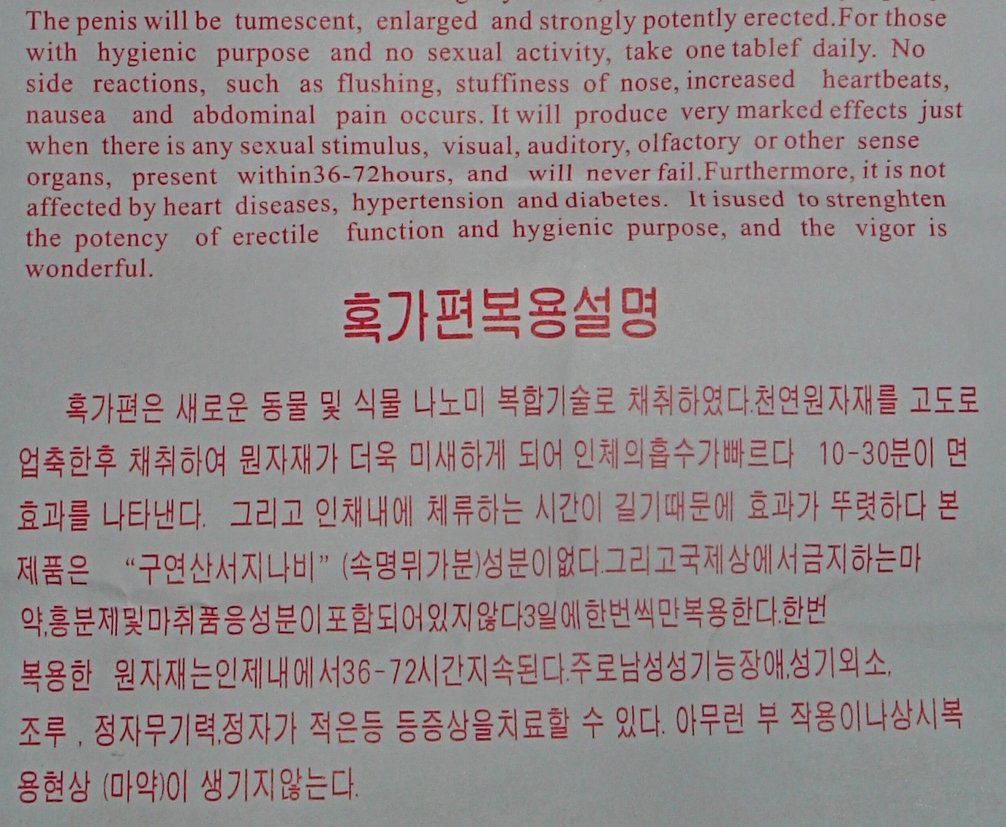 The penis will be tumescent, enlarged and strongly potently erected.For those
with hygienic purpose and no sexual activity, take one tablef daily. No
side reactions, such as flushing, stuffiness of nose, increased heartbeats,
nausea and abdominal pain occurs. It will produce very marked effects just
when there is any sexual stimulus, visual, auditory, olfactory or other sense
organs, present within36-72hours, and will never fail.Furthermore, it is not
affected by heart diseases, hypertension and diabetes. It isused to strenghten
the potency of erectile function and hygienic purpose, and the vigor is
wonderful.
혹가편복용설명
혹가편은 새로운 동물 및 식물 나노미 복합기술로 채취하였다.천연원자재를 고도로
업축한후 채취하여 원자재가 더욱 미새하게 되어 인체의흡수가빠르다 10-30분이 면
효과를 나타낸다. 그리고 인채내에 체류하는 시간이 길기때문에 효과가 뚜렷하다 본
제품은 “구연산서지나비” (속명뮈가분)성분이없다.그리고국제상에서금지하는마
약,흥분제및마취품응성분이포함되어있지않다3일에한번씩만복용한다.한번
복용한 원자재는인제내에서36-72시간지속된다.주로남성성기능장애,성기외소,
조루 , 정자무기력,정자가 적은등 등증상을치료할 수 있다. 아무런 부 작용이나상시복
용현상 (마약)이 생기지않는다.